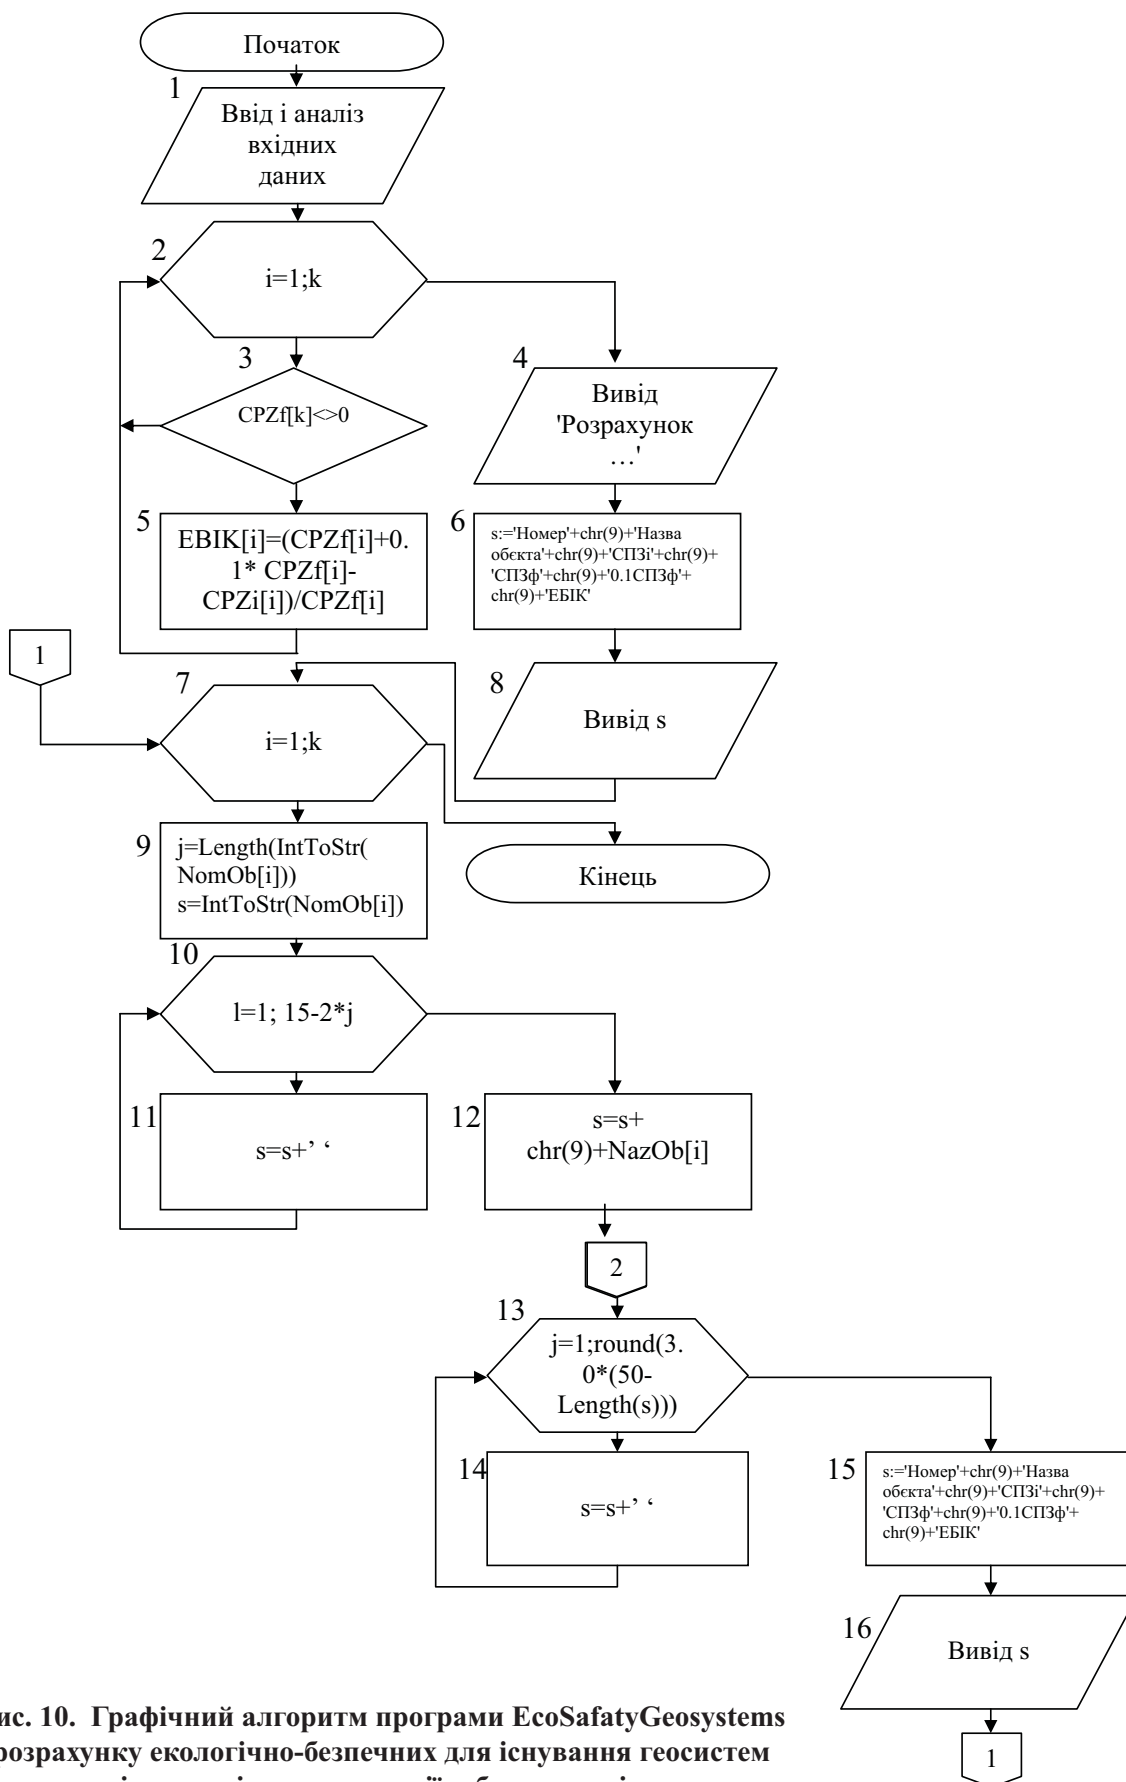 Початок
1
Ввід і аналіз
вхідних
даних
2
i=1;k
3
CPZf[k]<>0
4
Вивід
'Розрахунок
…'
5
EBIK[i]=(CPZf[i]+0.
1* CPZf[i]-
CPZi[i])/CPZf[i]
6
s:='Номер'+chr(9)+'Назва
обєкта'+chr(9)+'СПЗі'+chr(9)+
'СПЗф'+chr(9)+'0.1СПЗф'+
chr(9)+'ЕБІК'
1
7
i=1;k
8
Вивід s
9
j=Length(IntToStr(
NomOb[i]))
s=IntToStr(NomOb[i])
Кінець
10
l=1; 15-2*j
11
s=s+’ ‘
12
s=s+
chr(9)+NazOb[i]
2
13
j=1;round(3.
0*(50-
Length(s)))
14
s=s+’ ‘
15
s:='Номер'+chr(9)+'Назва
обєкта'+chr(9)+'СПЗі'+chr(9)+
'СПЗф'+chr(9)+'0.1СПЗф'+
chr(9)+'ЕБІК'
16
Вивід s
1
ис. 10. Графічний алгоритм програми EcoSafatyGeosystems
розрахунку екологічно-безпечних для існування геосистем